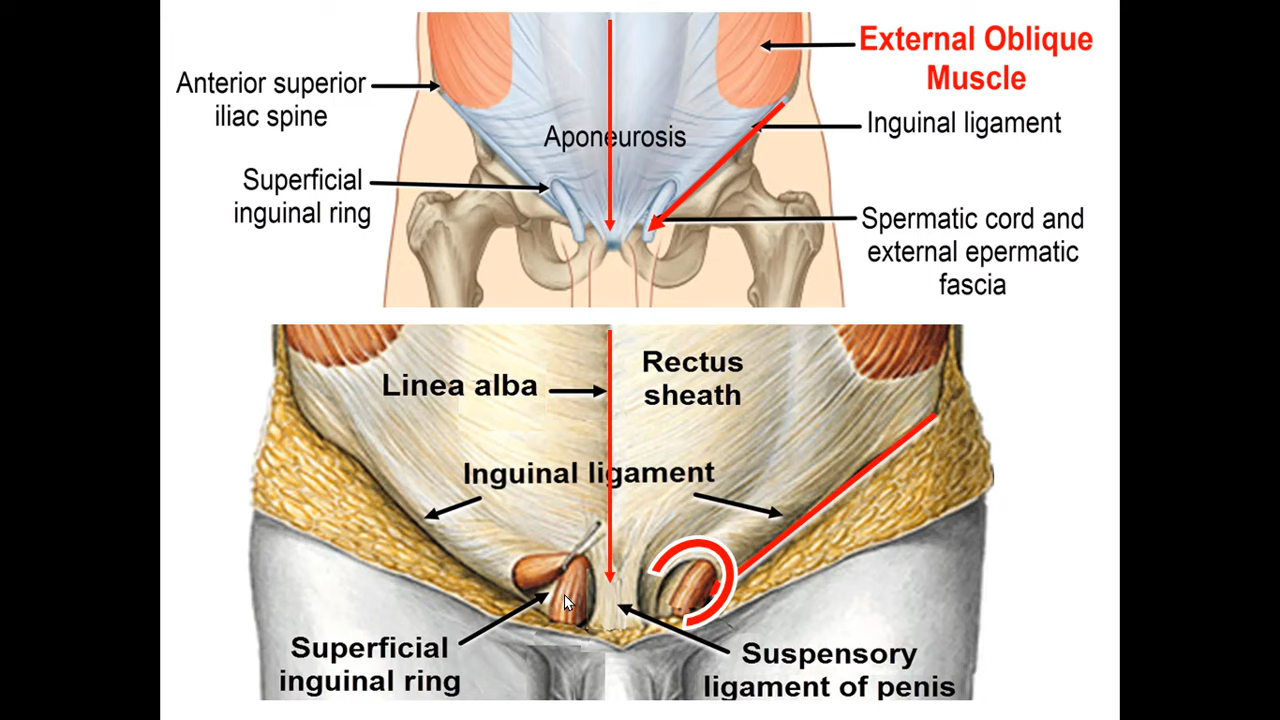 External Oblique
Muscle
Anterior superior
iliac spine
Inguinal ligament
Aponeurosis
Superficial
inguinal ring
Spermatic cord and
external epermatic
fascia
Linea alba
Rectus
sheath
Inguinal ligament
Superficial
inguinal ring
Suspensory
ligament of penis